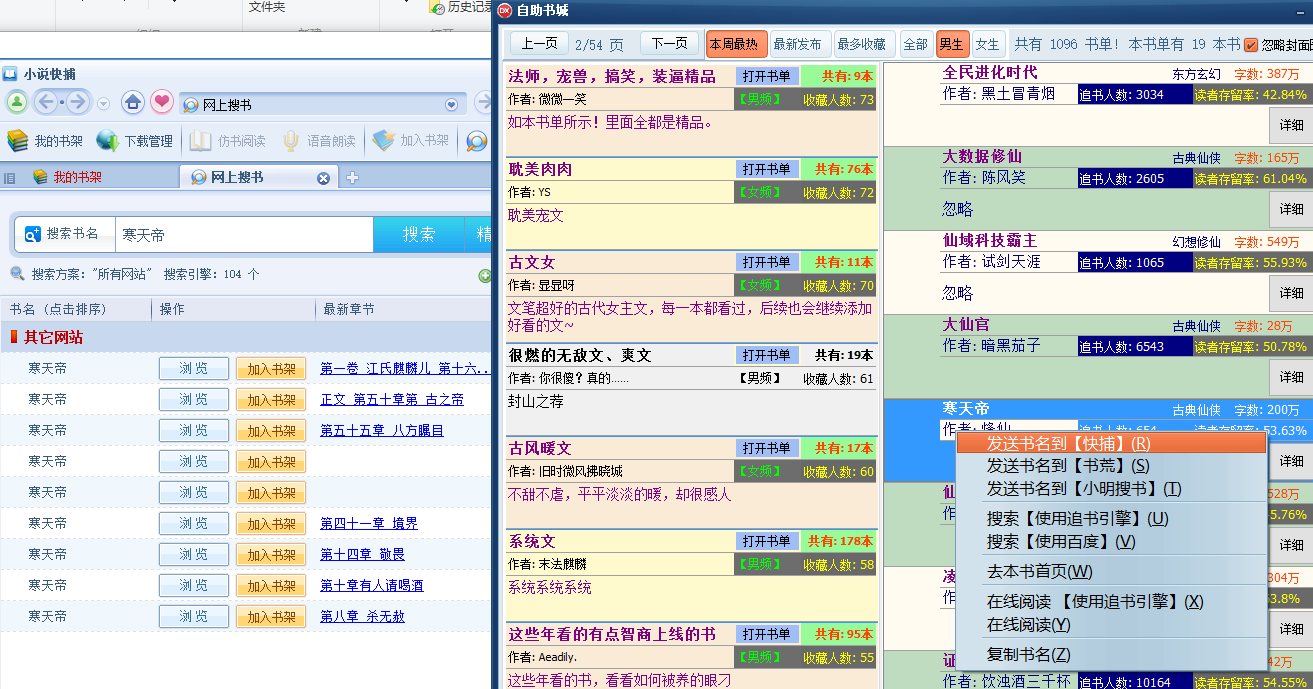 文件夹
历史记录
小说快捕
网上搜书
我的书架
下载管理
仿书阅读
语音朗读
加入书架
我的书架
网上搜书
搜索书名
寒天帝
搜索
精
搜索方案: "所有网站" 搜索引擎: 104 个
书名 (点击排序)
操作
最新章节
其它网站
寒天帝 浏览 加入书架 第一卷 江氏麒麟儿 第十六..
寒天帝 浏览 加入书架 正文 第五十章第 古之帝
寒天帝 浏览 加入书架 第五十五章 八方瞩目
寒天帝 浏览 加入书架
寒天帝 浏览 加入书架
寒天帝 浏览 加入书架 第四十一章 境界
寒天帝 浏览 加入书架 第十四章 敬畏
寒天帝 浏览 加入书架 第十章有人请喝酒
寒天帝 浏览 加入书架 第八章 杀无赦
DX 自助书城
上一页 2/54 页 下一页 本周最热 最新发布 最多收藏 全部 男生 女生 共有 1096 书单! 本书单有 19 本书 忽略封面
法师，宠兽，搞笑，装逼精品 打开书单 共有: 9本
作者: 微微一笑 【男频】 收藏人数: 73
如本书单所示! 里面全都是精品。
耽美肉肉 打开书单 共有: 76本
作者: YS 【女频】 收藏人数: 72
耽美宠文
古文女 打开书单 共有: 11本
作者: 显显呀 【女频】 收藏人数: 70
文笔超好的古代女主文，每一本都看过，后续也会继续添加
好看的文~
很燃的无敌文、爽文 打开书单 共有: 19本
作者: 你很傻? 真的...... 【男频】 收藏人数: 61
封山之荐
古风暖文 打开书单 共有: 17本
作者: 旧时微风拂晓城 【女频】 收藏人数: 60
不甜不虐，平平淡淡的暖，却很感人
系统文 打开书单 共有: 178本
作者: 末法麒麟 【男频】 收藏人数: 58
系统系统系统
这些年看的有点智商上线的书 打开书单 共有: 95本
作者: Aeadily. 【男频】 收藏人数: 55
这些年看的书，看看如何被养的眼刁
全民进化时代 东方玄幻 字数: 387万
作者: 黑土冒青烟 追书人数: 3034 读者存留率: 42.84%
详细
大数据修仙 古典仙侠 字数: 165万
作者: 陈风笑 追书人数: 2605 读者存留率: 61.04%
忽略 详细
仙域科技霸主 幻想修仙 字数: 549万
作者: 试剑天涯 追书人数: 1065 读者存留率: 55.93%
忽略 详细
大仙官 古典仙侠 字数: 28万
作者: 暗黑茄子 追书人数: 6543 读者存留率: 50.78%
详细
寒天帝 古典仙侠 字数: 200万
作者: 烽仙 追书人数: 654 读者存留率: 53.63%
详细
发送书名到【快捕】(R)
发送书名到【书荒】(S)
发送书名到【小明搜书】(T)
搜索【使用追书引擎】(U)
搜索【使用百度】(V)
去本书首页(W)
在线阅读 【使用追书引擎】(X)
在线阅读(Y)
复制书名(Z)
仙 528万
作 5.76%
详细
凌 304万
作 3.8%
详细
证 42万
作者: 饮浊酒三千杯 追书人数: 10164 读者存留率: 54.55%